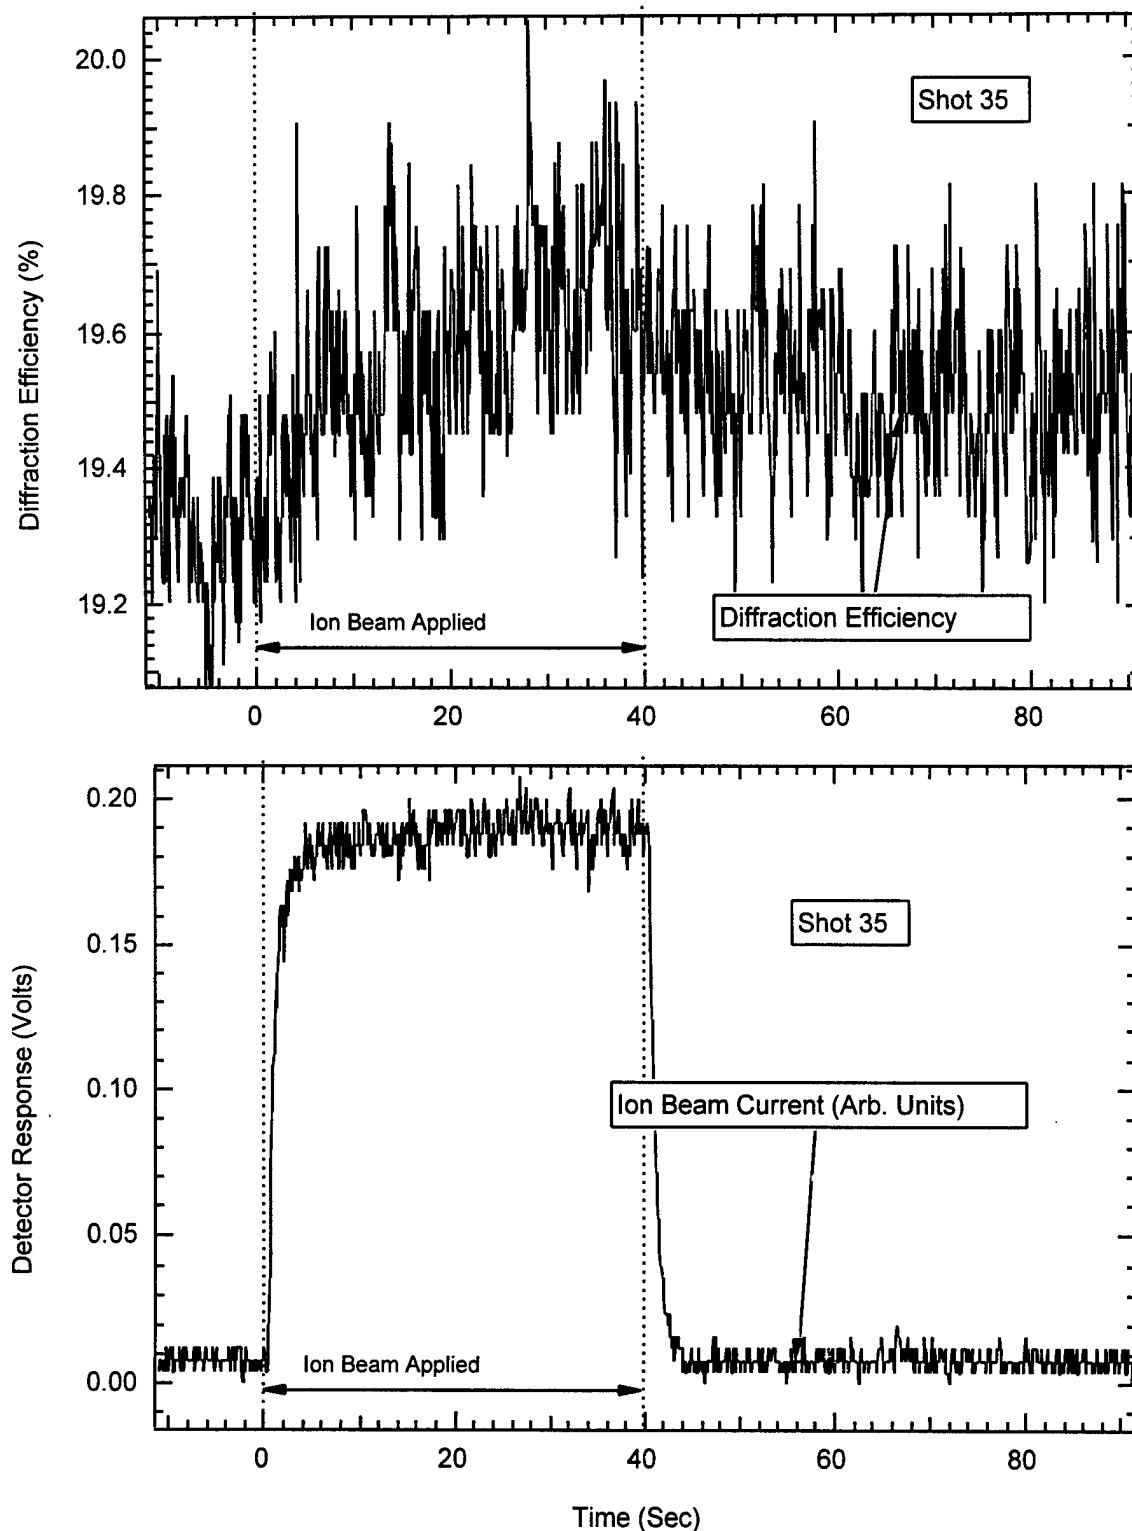 20.0
Shot 35
19.8
Diffraction Efficiency (%)
19.6
19.4
19.2
Ion Beam Applied
Diffraction Efficiency
0 20 40 60 80
0.20
Shot 35
0.15
Detector Response (Volts)
0.10
Ion Beam Current (Arb. Units)
0.05
Ion Beam Applied
0.00
0 20 40 60 80
Time (Sec)